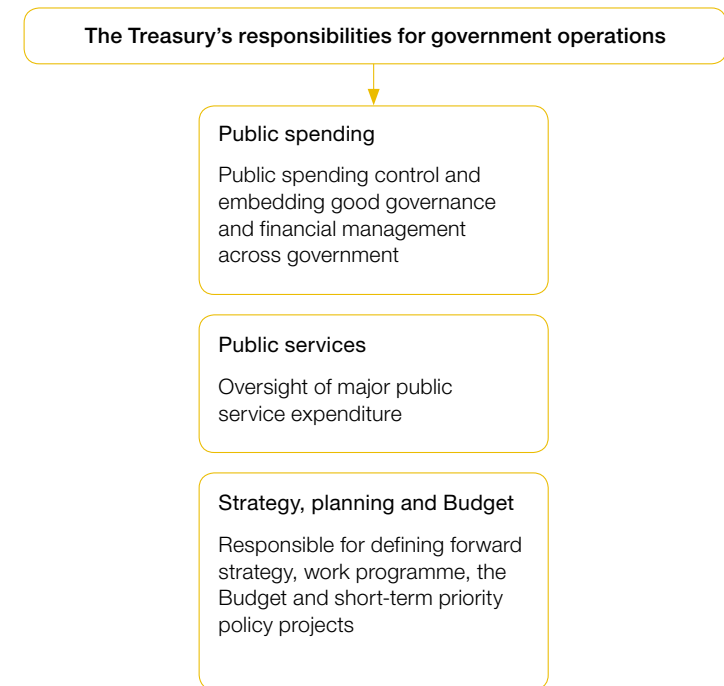 The Treasury’s responsibilities for government operations
Public spending
Public spending control and
embedding good governance
and financial management
across government
Public services
Oversight of major public
service expenditure
Strategy, planning and Budget
Responsible for defining forward
strategy, work programme, the
Budget and short-term priority
policy projects